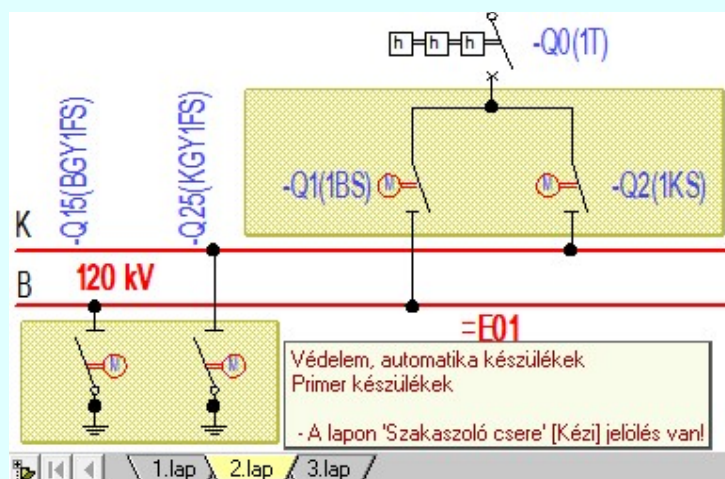 h h h -Q0(1T)
-Q15(BGY1FS)
-Q25(KGY1FS)
-Q1(1BS) M M -Q2(1KS)
K
120 kV
B
=E01
M M
Védelem, automatika készülékek
Primer készülékek
- A lapon 'Szakaszoló csere' [Kézi] jelölés van!
1.lap 2.lap 3.lap